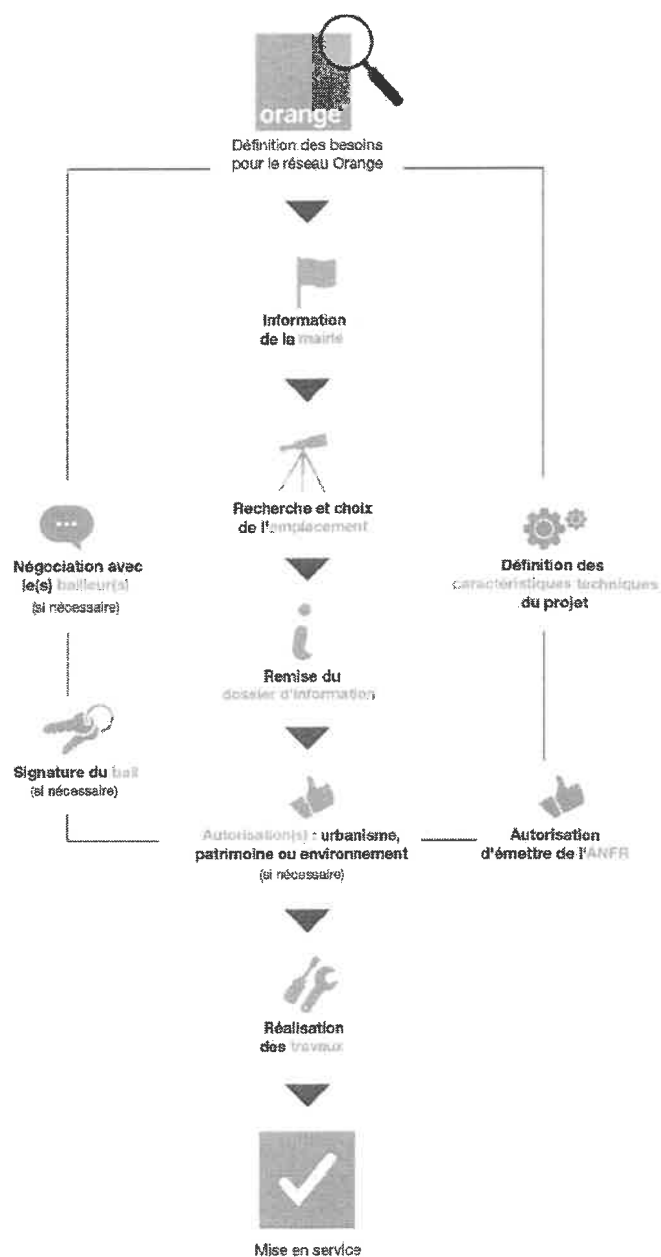 orange
Définition des besoins
pour le réseau Orange
Information
de la mairie
Recherche et choix
de l'emplacement
Négociation avec
le(s) bailleur(s)
(si nécessaire)
Définition des
caractéristiques techniques
du projet
Remise du
dossier d'information
Signature du bail
(si nécessaire)
Autorisation(s) : urbanisme,
patrimoine ou environnement
(si nécessaire)
Autorisation
d'émettre de l'ANFR
Réalisation
des travaux
Mise en service